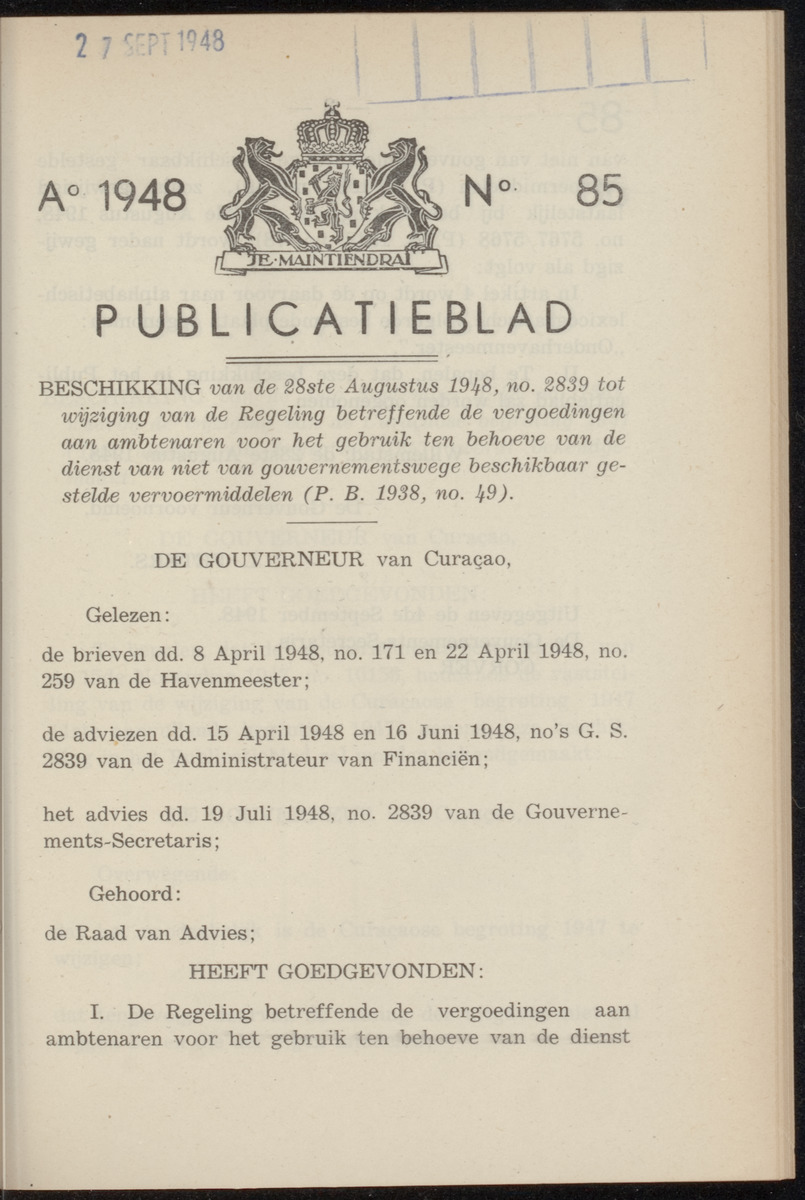 27 SEPT 1948
Aº 1948
Nº. 85
JE·MAINTIENDRAI
PUBLICATIEBLAD
BESCHIKKING van de 28ste Augustus 1948, no. 2839 tot
wijziging van de Regeling betreffende de vergoedingen
aan ambtenaren voor het gebruik ten behoeve van de
dienst van niet van gouvernementswege beschikbaar ge-
stelde vervoermiddelen (P. B. 1938, no. 49).
DE GOUVERNEUR van Curaçao,
Gelezen:
de brieven dd. 8 April 1948, no. 171 en 22 April 1948, no.
259 van de Havenmeester;
de adviezen dd. 15 April 1948 en 16 Juni 1948, no's G. S.
2839 van de Administrateur van Financiën;
het advies dd. 19 Juli 1948, no. 2839 van de Gouverne-
ments-Secretaris;
Gehoord:
de Raad van Advies;
HEEFT GOEDGEVONDEN:
I. De Regeling betreffende de vergoedingen aan
ambtenaren voor het gebruik ten behoeve van de dienst